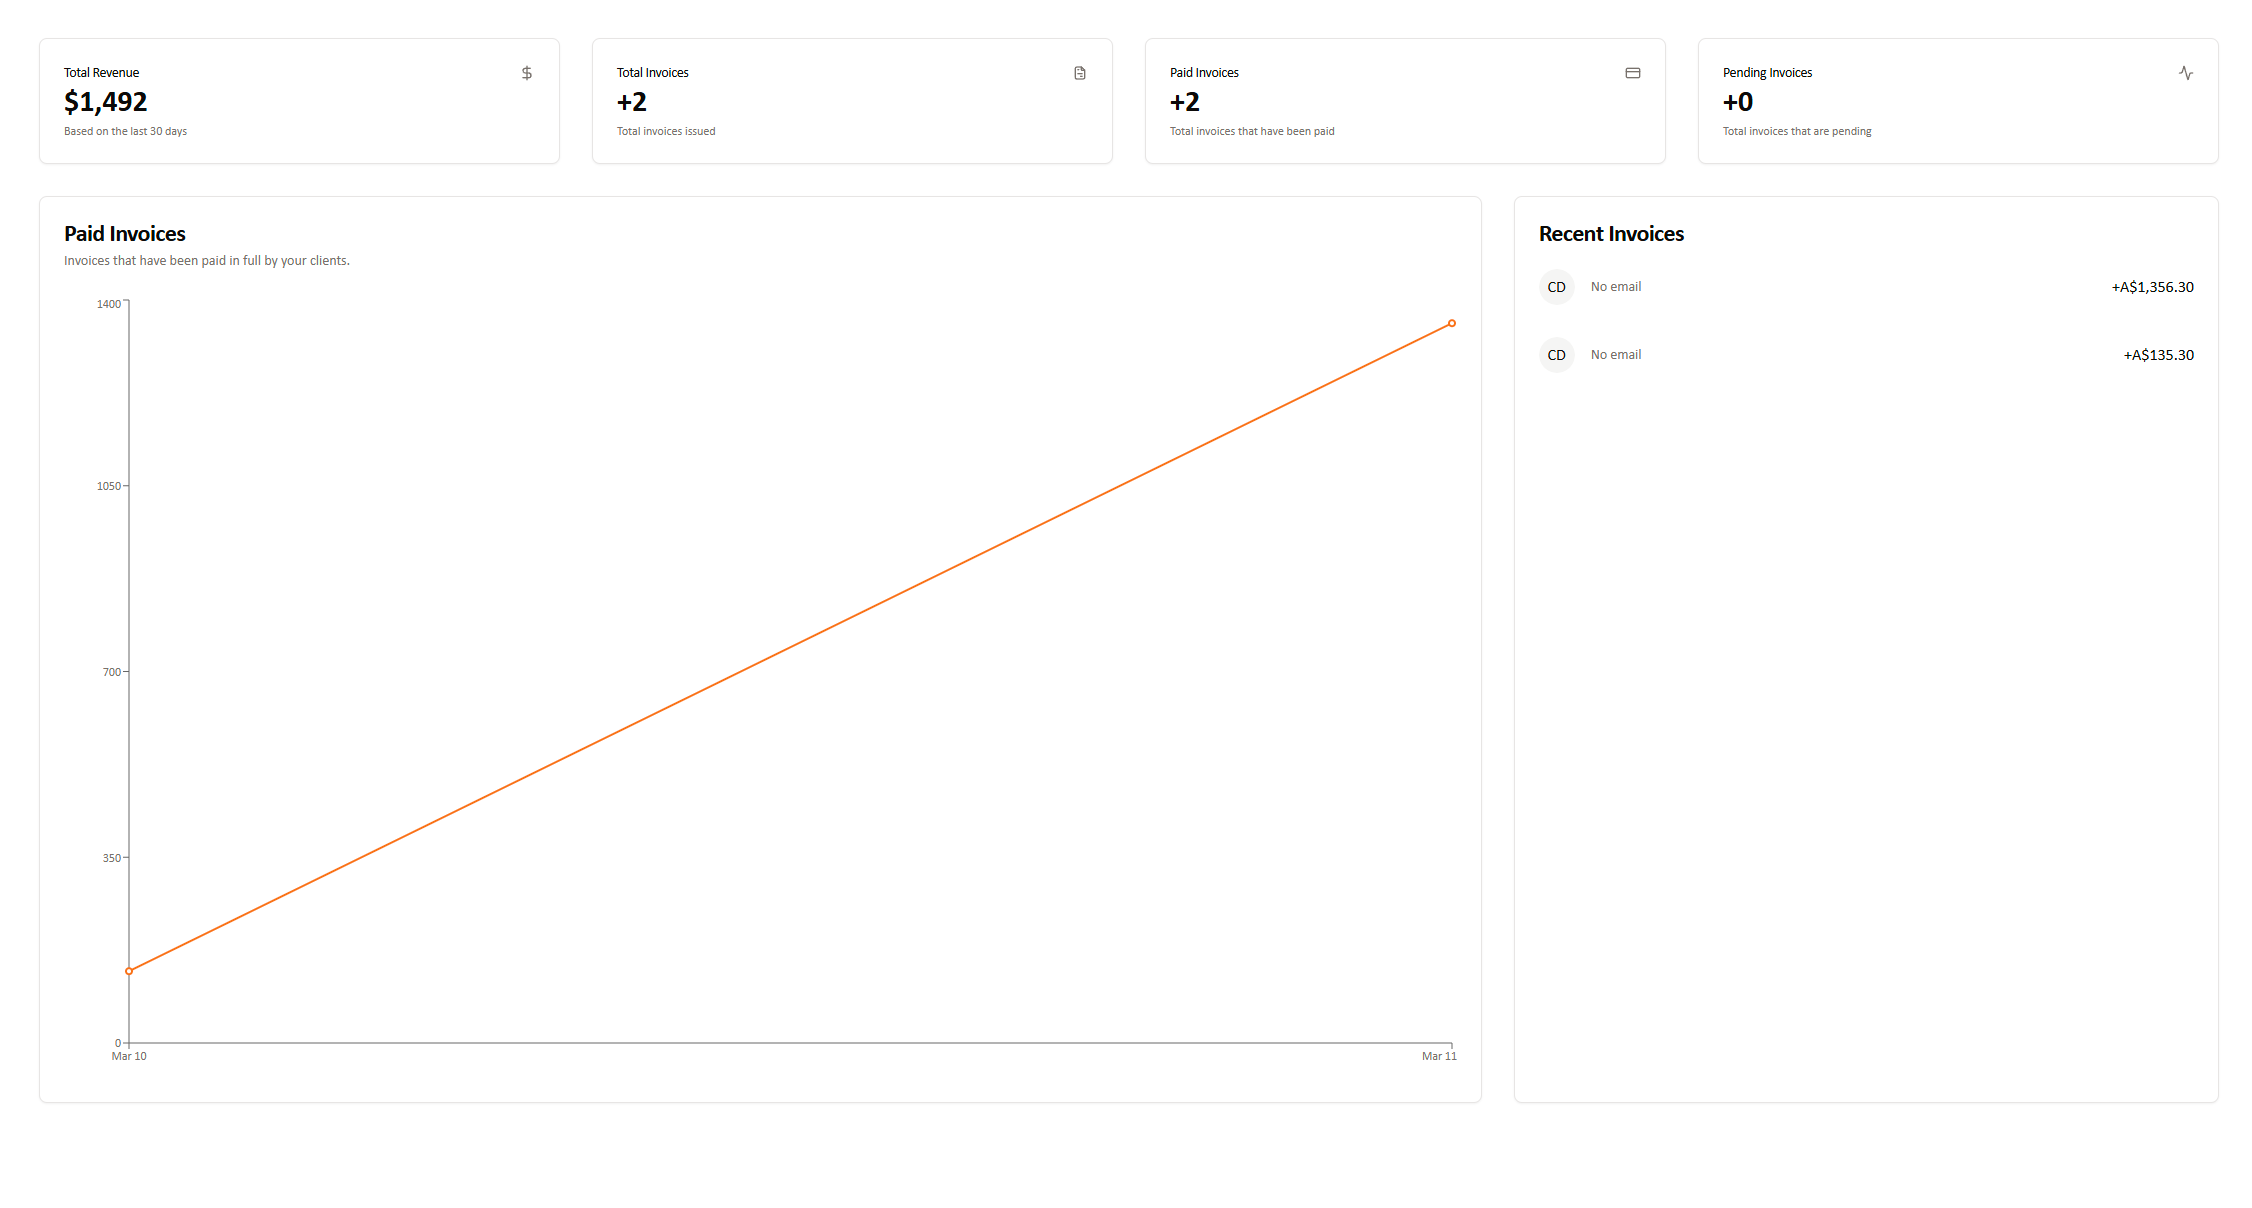 Total Revenue
$1,492
Based on the last 30 days
Total Invoices
+2
Total invoices issued
Paid Invoices
+2
Total invoices that have been paid
Pending Invoices
+0
Total invoices that are pending
Paid Invoices
Invoices that have been paid in full by your clients.
1400
1050
700
350
0
Mar 10
Mar 11
Recent Invoices
CD No email +A$1,356.30
CD No email +A$135.30